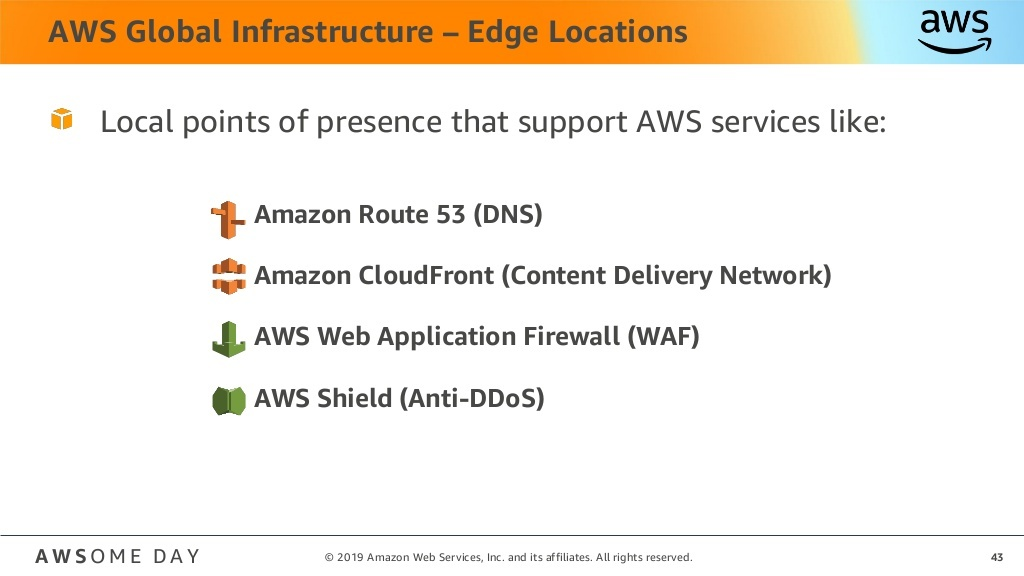 AWS Global Infrastructure – Edge Locations
aws
Local points of presence that support AWS services like:
Amazon Route 53 (DNS)
Amazon CloudFront (Content Delivery Network)
AWS Web Application Firewall (WAF)
AWS Shield (Anti-DDoS)
AWSOME DAY
© 2019 Amazon Web Services, Inc. and its affiliates. All rights reserved.
43